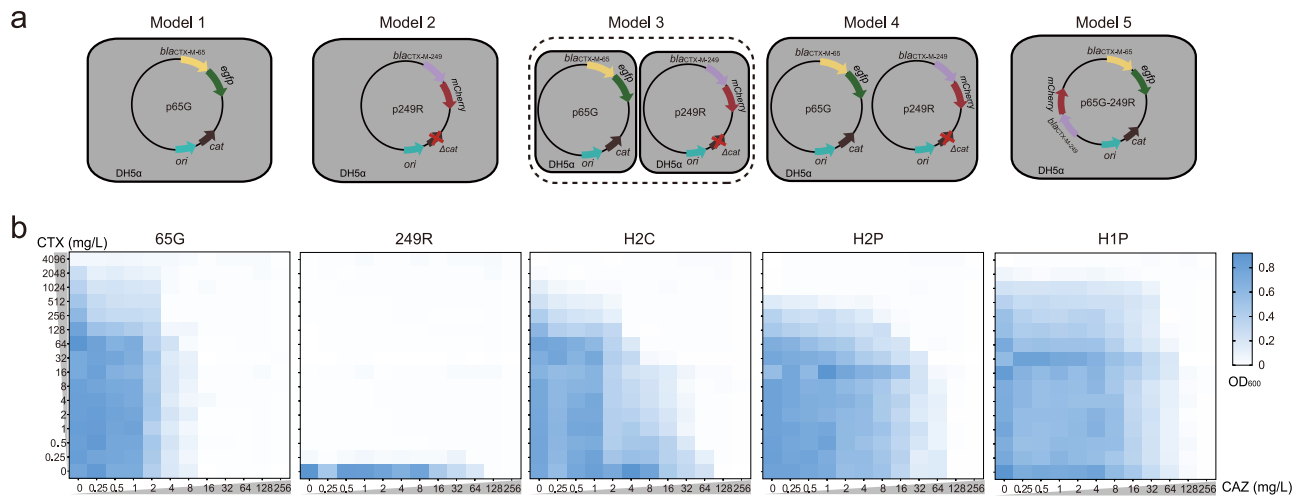 a
Model 1
Model 2
Model 3
Model 4
Model 5
blaCTX-M-65
egfp
p65G
cat
ori
DH5α
blaCTX-M-249
mCherry
p249R
Δcat
ori
DH5α
blaCTX-M-65
egfp
p65G
cat
ori
DH5α
blaCTX-M-249
mCherry
p249R
Δcat
ori
DH5α
blaCTX-M-65
egfp
p65G
cat
ori
blaCTX-M-249
mCherry
p249R
Δcat
ori
DH5α
blaCTX-M-65
egfp
mCherry
p65G-249R
blaCTX-M-249
cat
ori
DH5α
b
CTX (mg/L)
65G
249R
H2C
H2P
H1P
4096
2048
1024
512
256
128
64
32
16
8
4
2
1
0.5
0.25
0
0.8
0.6
0.4
0.2
0
OD600
0 0.25 0.5 1 2 4 8 16 32 64 128 256
0 0.25 0.5 1 2 4 8 16 32 64 128 256
0 0.25 0.5 1 2 4 8 16 32 64 128 256
0 0.25 0.5 1 2 4 8 16 32 64 128 256
0 0.25 0.5 1 2 4 8 16 32 64 128 256
CAZ (mg/L)